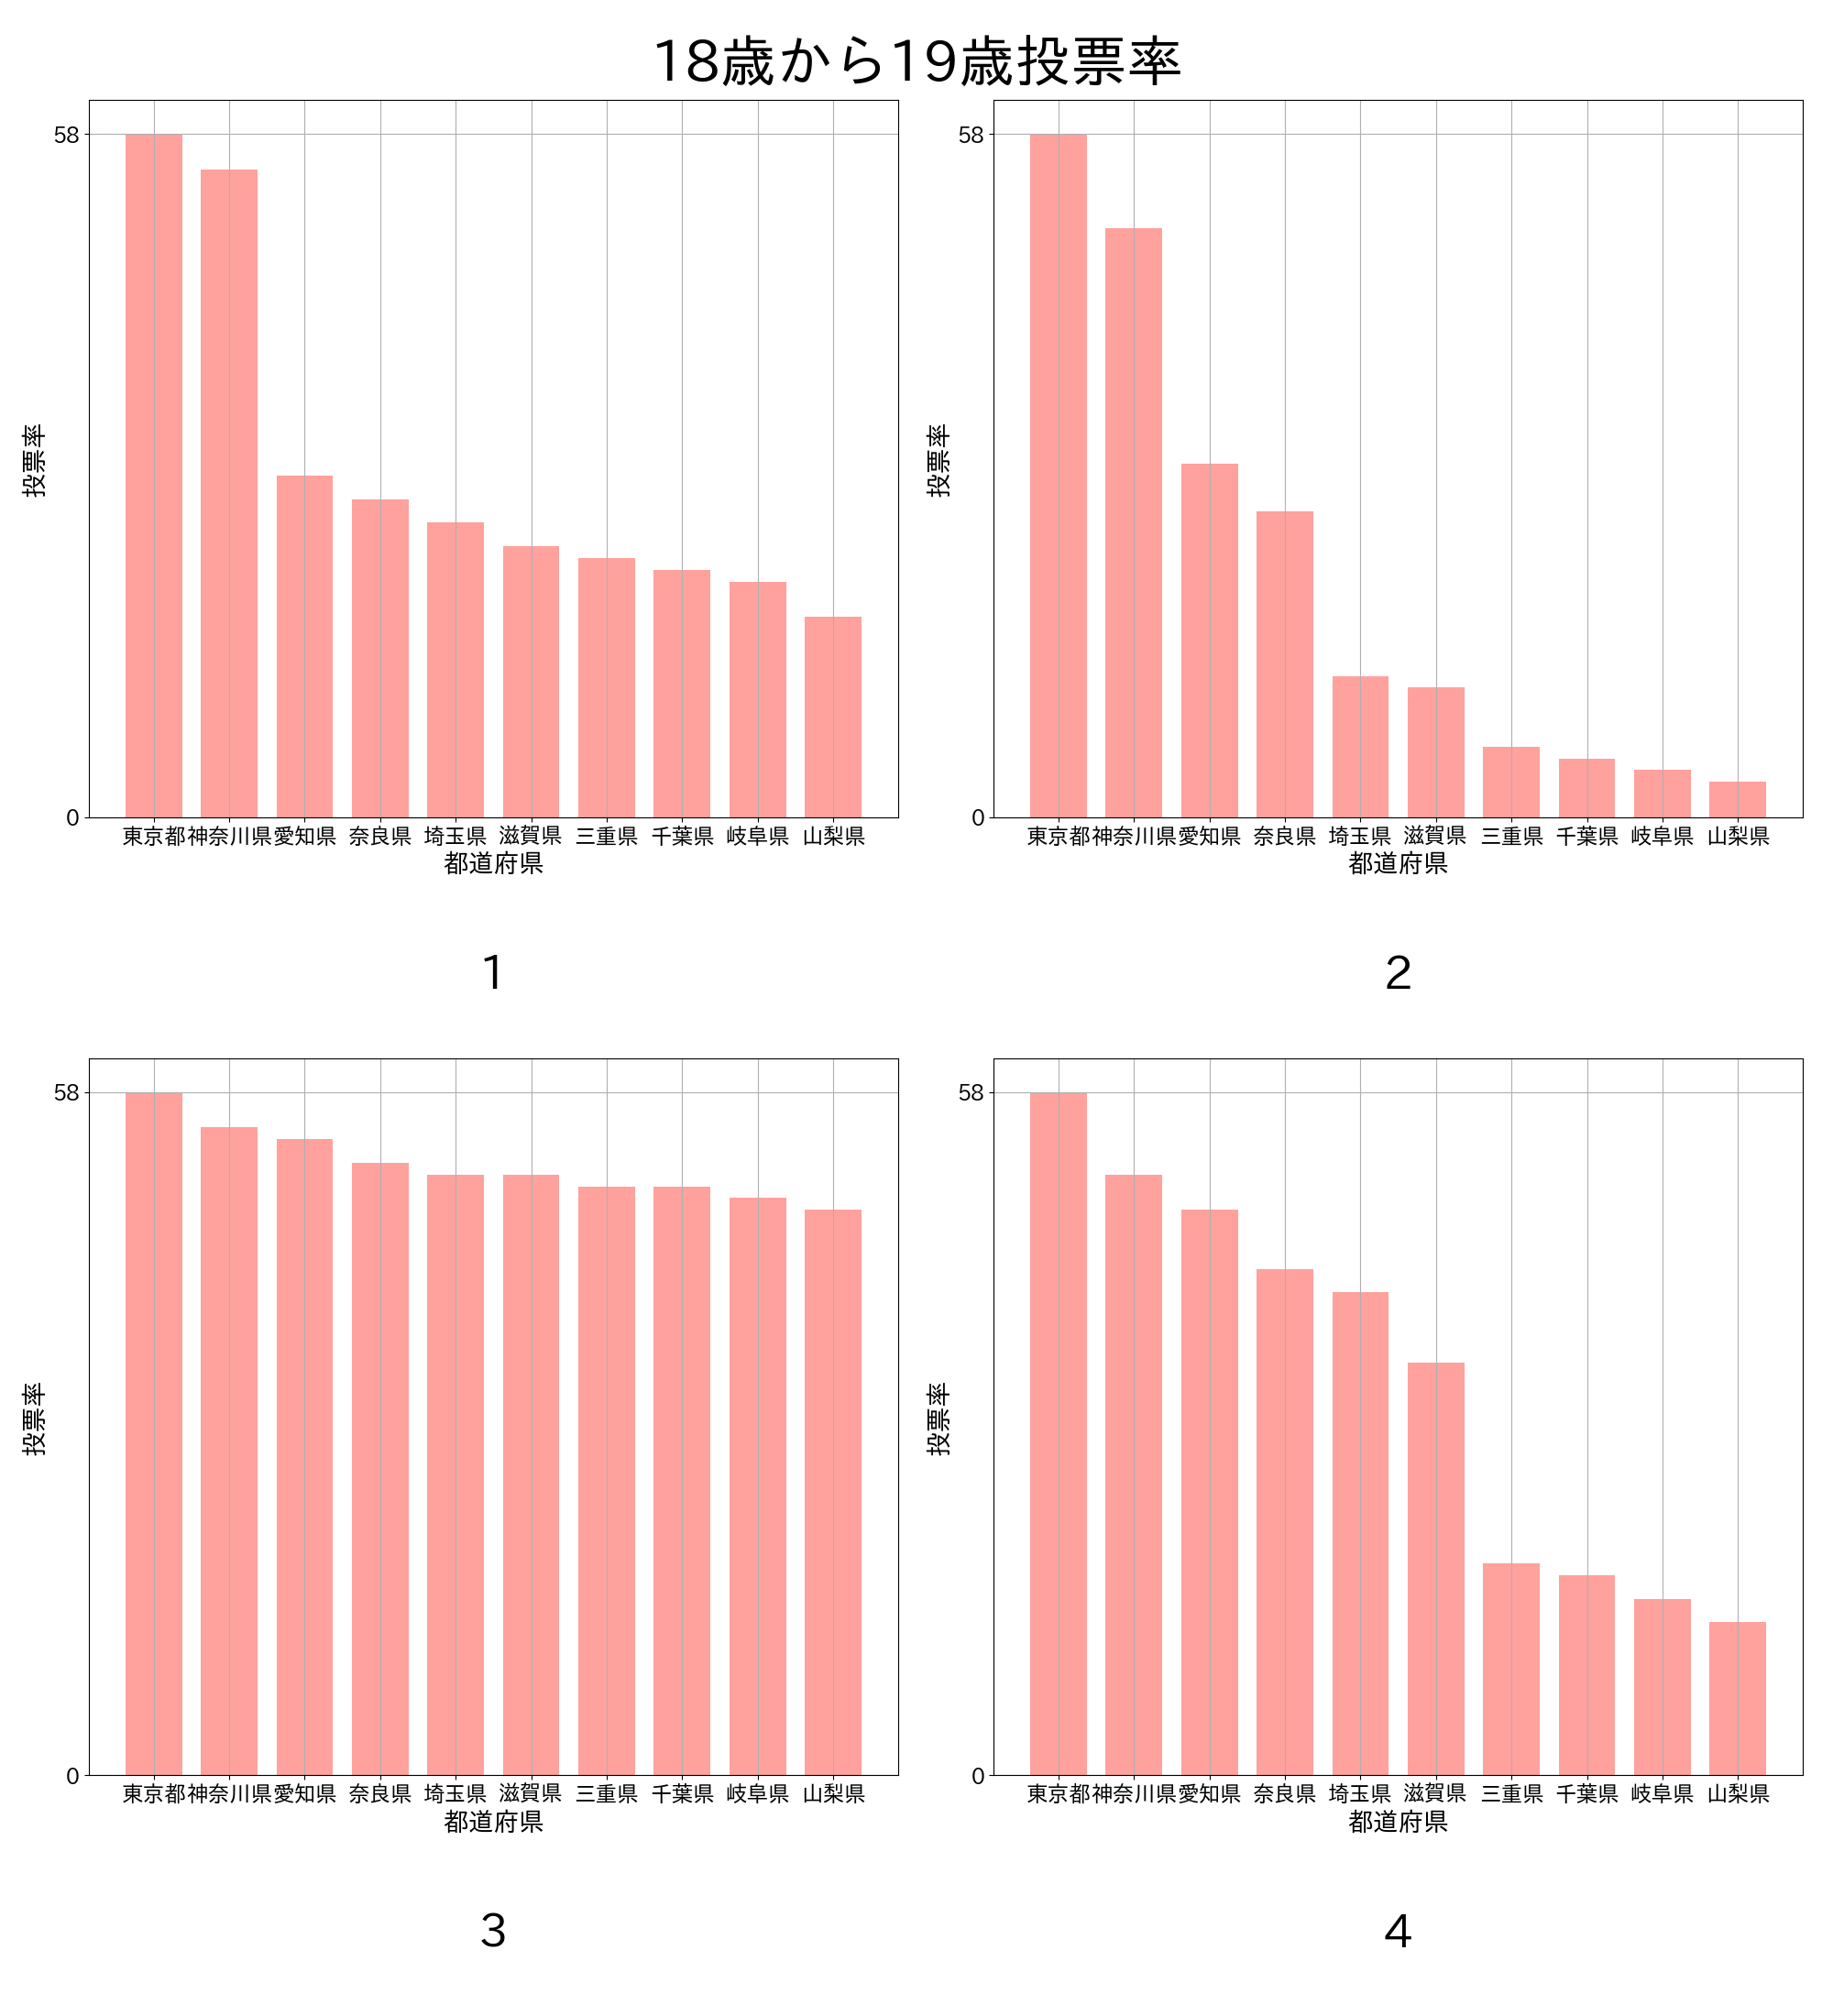 18歳から19歳投票率
58
0
投票率
東京都 神奈川県 愛知県 奈良県 埼玉県 滋賀県 三重県 千葉県 岐阜県 山梨県
都道府県
1
58
0
投票率
東京都 神奈川県 愛知県 奈良県 埼玉県 滋賀県 三重県 千葉県 岐阜県 山梨県
都道府県
2
58
0
投票率
東京都 神奈川県 愛知県 奈良県 埼玉県 滋賀県 三重県 千葉県 岐阜県 山梨県
都道府県
3
58
0
投票率
東京都 神奈川県 愛知県 奈良県 埼玉県 滋賀県 三重県 千葉県 岐阜県 山梨県
都道府県
4